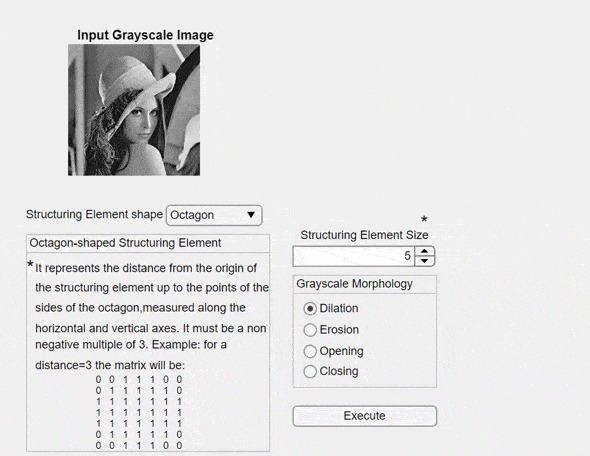 Input Grayscale Image
Structuring Element shape Octagon
Octagon-shaped Structuring Element
*It represents the distance from the origin of
the structuring element up to the points of the
sides of the octagon,measured along the
horizontal and vertical axes. It must be a non
negative multiple of 3. Example: for a
distance=3 the matrix will be:
0 0 1 1 1 0 0
0 1 1 1 1 1 0
1 1 1 1 1 1 1
1 1 1 1 1 1 1
1 1 1 1 1 1 1
0 1 1 1 1 1 0
0 0 1 1 1 0 0
*
Structuring Element Size
5
Grayscale Morphology
Dilation
Erosion
Opening
Closing
Execute